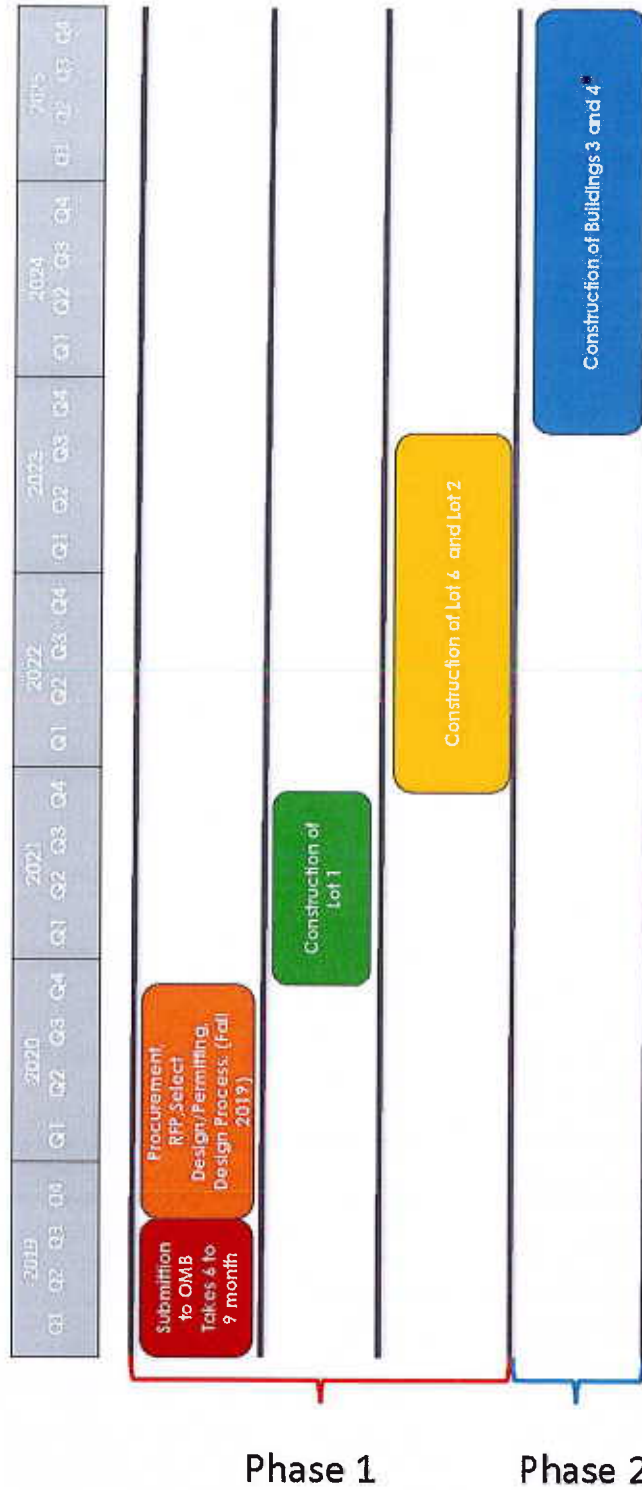 2019
Q1 Q2 Q3 Q4
2020
Q1 Q2 Q3 Q4
2021
Q1 Q2 Q3 Q4
2022
Q1 Q2 Q3 Q4
2023
Q1 Q2 Q3 Q4
2024
Q1 Q2 Q3 Q4
2025
Q1 Q2 Q3 Q4
Submittion
to OMB
Takes 6 to
9 month
Procurement,
RFP,Select
Design/Permitting,
Design Process: (Fall
2019)
Construction of
Lot 1
Construction of Lot 6 and Lot 2
Construction of Buildings 3 and 4*
Phase 1
Phase 2